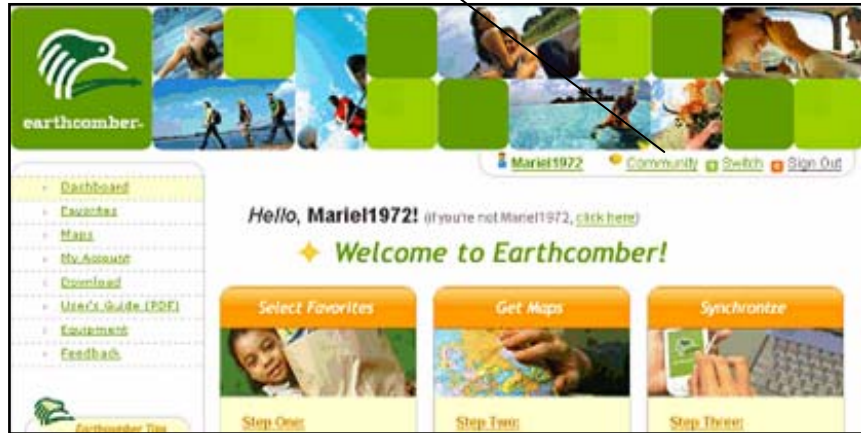 earthcomber™
Mariel1972 Community Switch Sign Out
Dashboard
Favorites
Maps
My Account
Download
User's Guide (PDF)
Equipment
Feedback
Hello, Mariel1972! (if you're not Mariel1972, click here)
Welcome to Earthcomber!
Select Favorites Get Maps Synchronize
Step One: Step Two: Step Three:
Earthcomber Tips